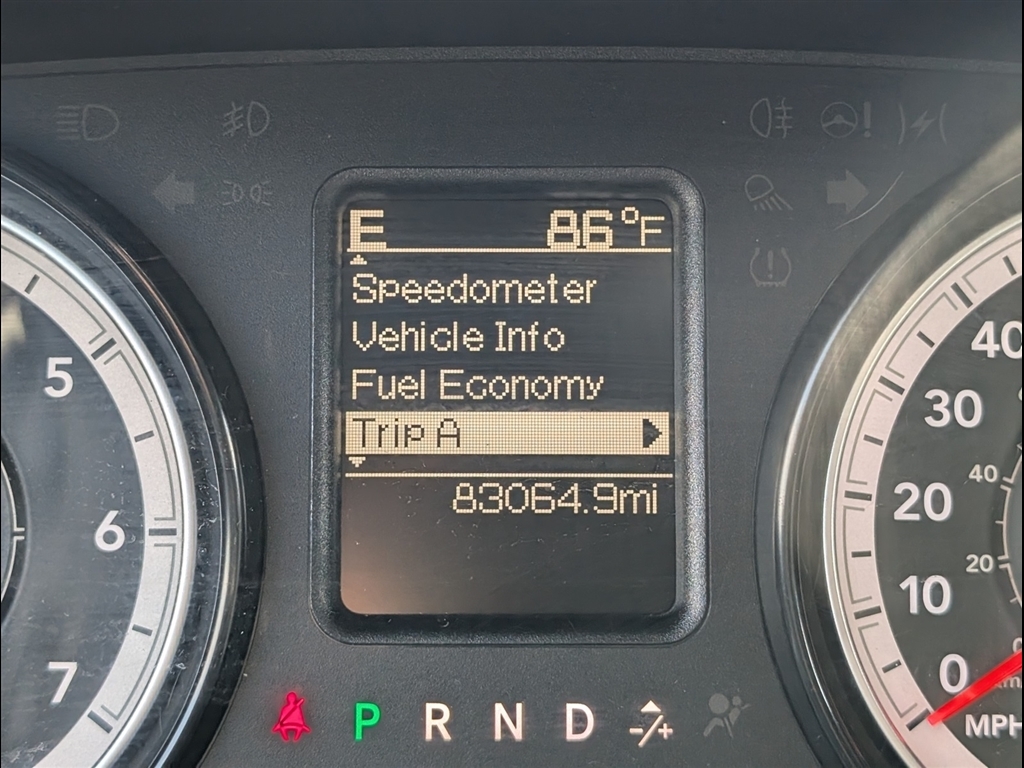 E 86°F
Speedometer
Vehicle Info
Fuel Economy
Trip A
83064.9mi
5
6
7
40
30
20
10
0
40
20
MPH
P R N D -/+